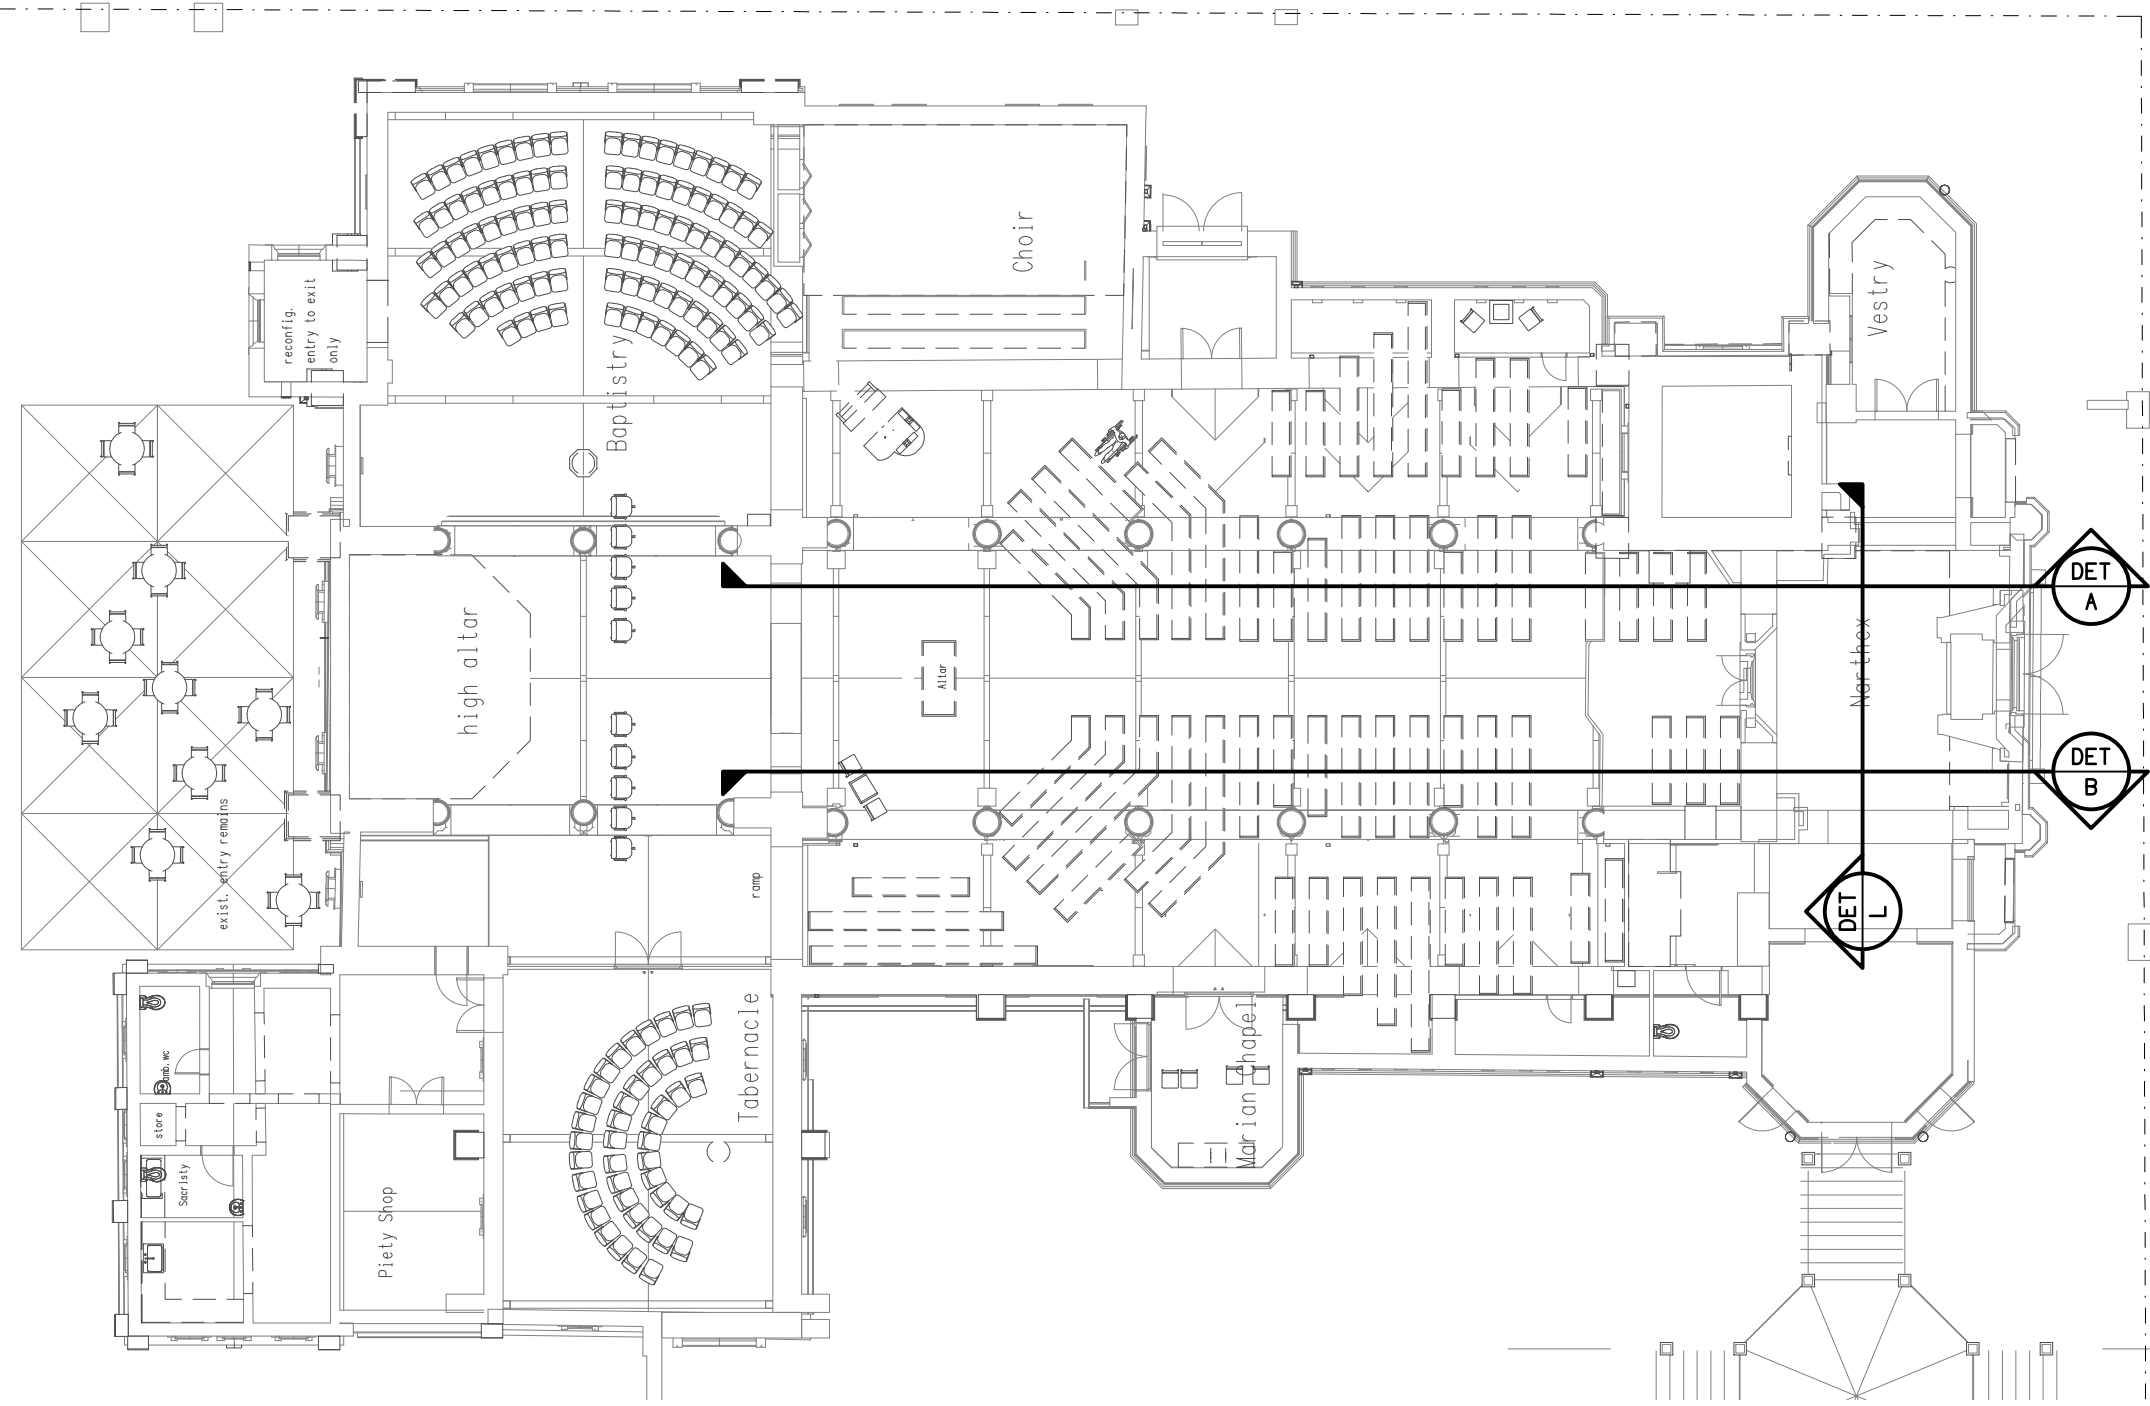 Choir
reconfig.
entry to exit
only
Vestry
Baptistry
DET
A
high altar
Altar
Narthex
DET
B
exist. entry remains
ramp
DET
L
Tabernacle
Marian Chapel
amb. wc
store
Sacristy
Piety Shop